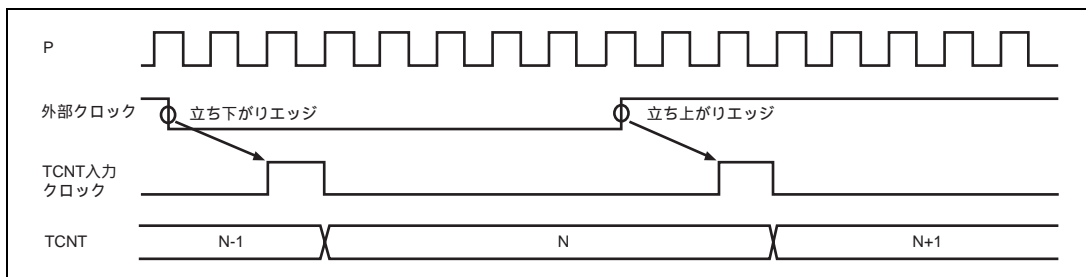 P
外部クロック
立ち下がりエッジ
立ち上がりエッジ
TCNT入力
クロック
TCNT
N-1
N
N+1